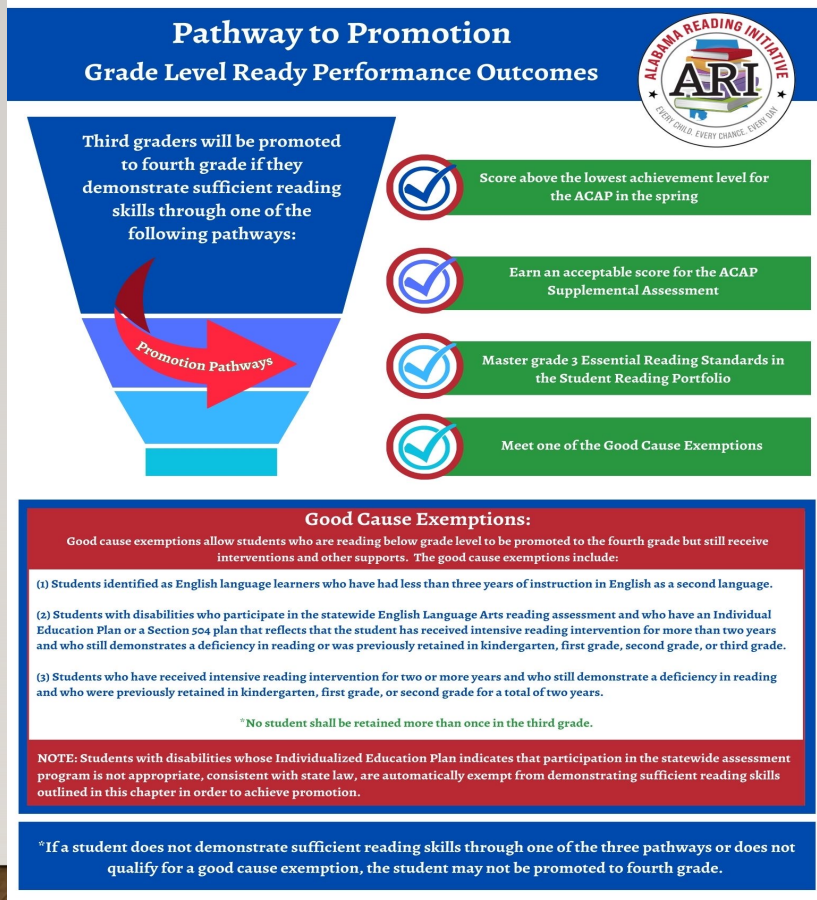 Pathway to Promotion
Grade Level Ready Performance Outcomes
ALABAMA READING INITIATIVE
ARI
EVERY CHILD. EVERY CHANCE. EVERY DAY
Third graders will be promoted
to fourth grade if they
demonstrate sufficient reading
skills through one of the
following pathways:
Promotion Pathways
Score above the lowest achievement level for
the ACAP in the spring
Earn an acceptable score for the ACAP
Supplemental Assessment
Master grade 3 Essential Reading Standards in
the Student Reading Portfolio
Meet one of the Good Cause Exemptions
Good Cause Exemptions:
Good cause exemptions allow students who are reading below grade level to be promoted to the fourth grade but still receive
interventions and other supports. The good cause exemptions include:
(1) Students identified as English language learners who have had less than three years of instruction in English as a second language.
(2) Students with disabilities who participate in the statewide English Language Arts reading assessment and who have an Individual
Education Plan or a Section 504 plan that reflects that the student has received intensive reading intervention for more than two years
and who still demonstrates a deficiency in reading or was previously retained in kindergarten, first grade, second grade, or third grade.
(3) Students who have received intensive reading intervention for two or more years and who still demonstrate a deficiency in reading
and who were previously retained in kindergarten, first grade, or second grade for a total of two years.
*No student shall be retained more than once in the third grade.
NOTE: Students with disabilities whose Individualized Education Plan indicates that participation in the statewide assessment
program is not appropriate, consistent with state law, are automatically exempt from demonstrating sufficient reading skills
outlined in this chapter in order to achieve promotion.
*If a student does not demonstrate sufficient reading skills through one of the three pathways or does not
qualify for a good cause exemption, the student may not be promoted to fourth grade.